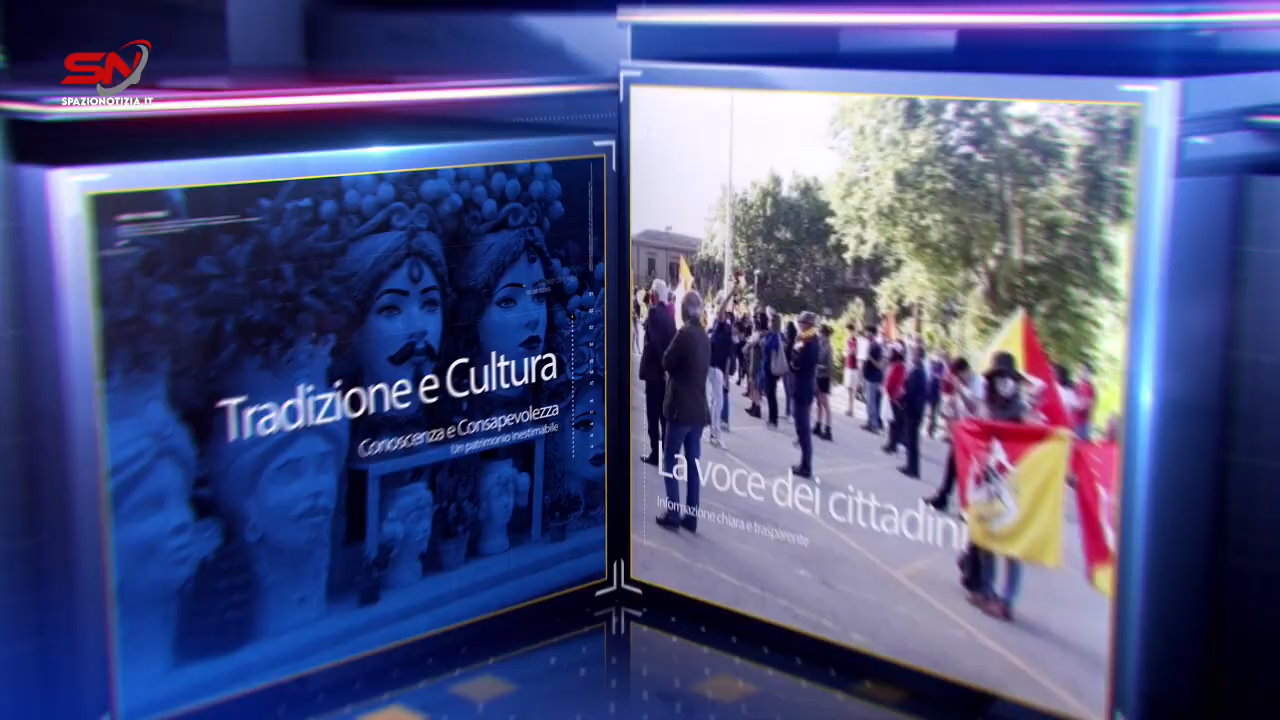 SN
SPAZIONOTIZIA.IT
Tradizione e Cultura
Conoscenza e Consapevolezza
Un patrimonio inestimabile
La voce dei cittadini
Informazione chiara e trasparente